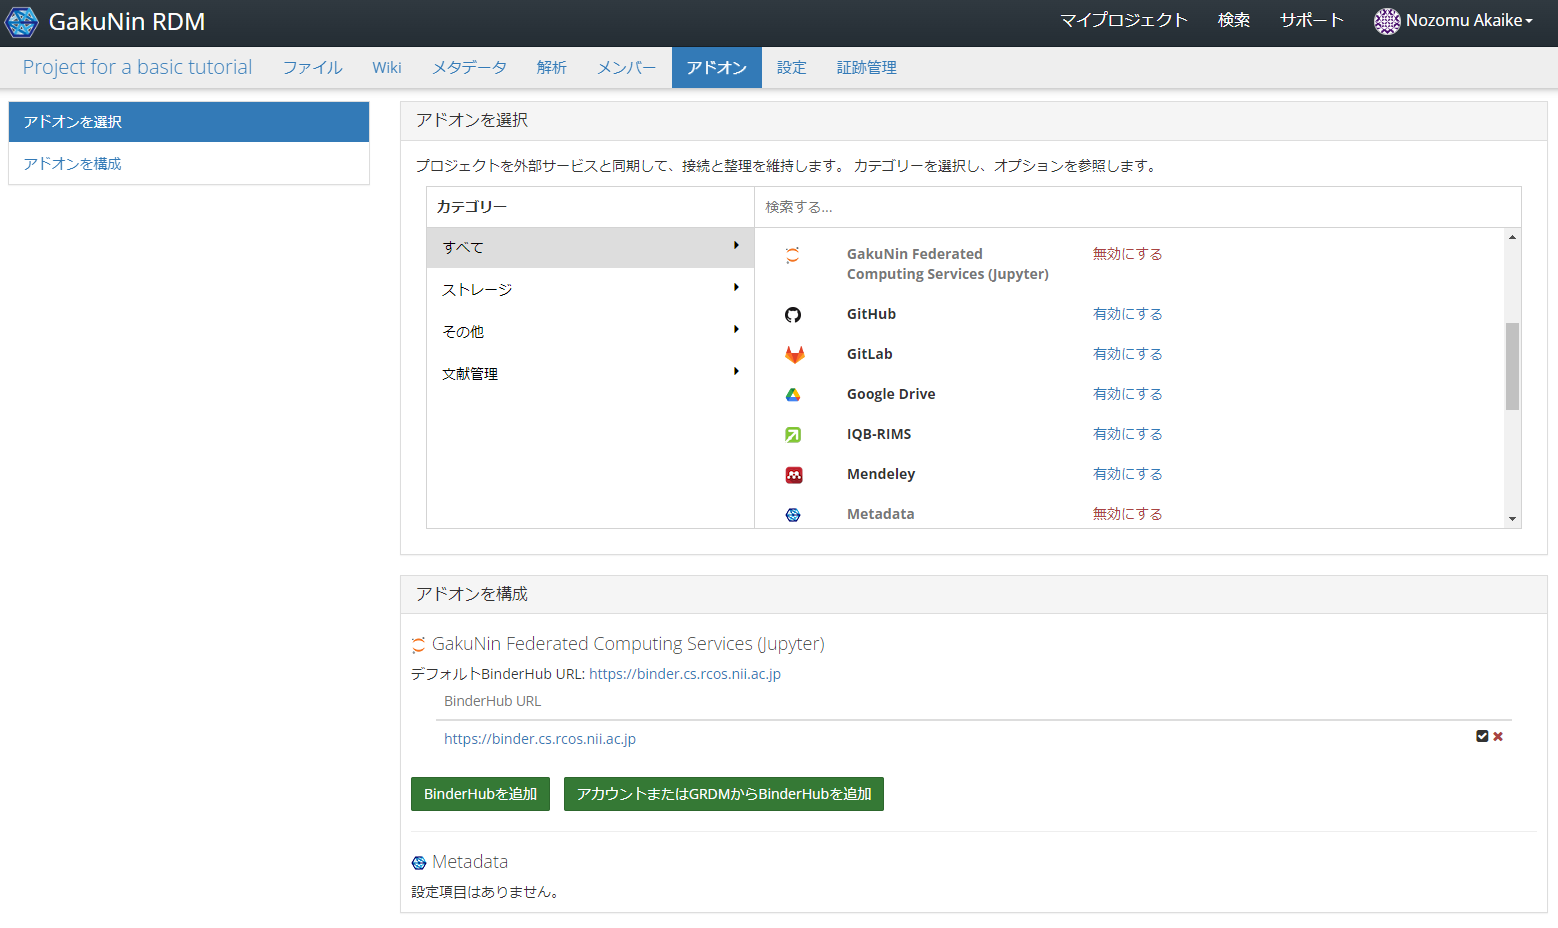 GakuNin RDM
マイプロジェクト 検索 サポート Nozomu Akaike
Project for a basic tutorial ファイル Wiki メタデータ 解析 メンバー アドオン 設定 証跡管理
アドオンを選択
アドオンを構成
アドオンを選択
プロジェクトを外部サービスと同期して、接続と整理を維持します。 カテゴリーを選択し、オプションを参照します。
カテゴリー
検索する...
すべて
ストレージ
その他
文献管理
GakuNin Federated
Computing Services (Jupyter) 無効にする
GitHub 有効にする
GitLab 有効にする
Google Drive 有効にする
IQB-RIMS 有効にする
Mendeley 有効にする
Metadata 無効にする
アドオンを構成
GakuNin Federated Computing Services (Jupyter)
デフォルトBinderHub URL: https://binder.cs.rcos.nii.ac.jp
BinderHub URL
https://binder.cs.rcos.nii.ac.jp
BinderHubを追加 アカウントまたはGRDMからBinderHubを追加
Metadata
設定項目はありません。